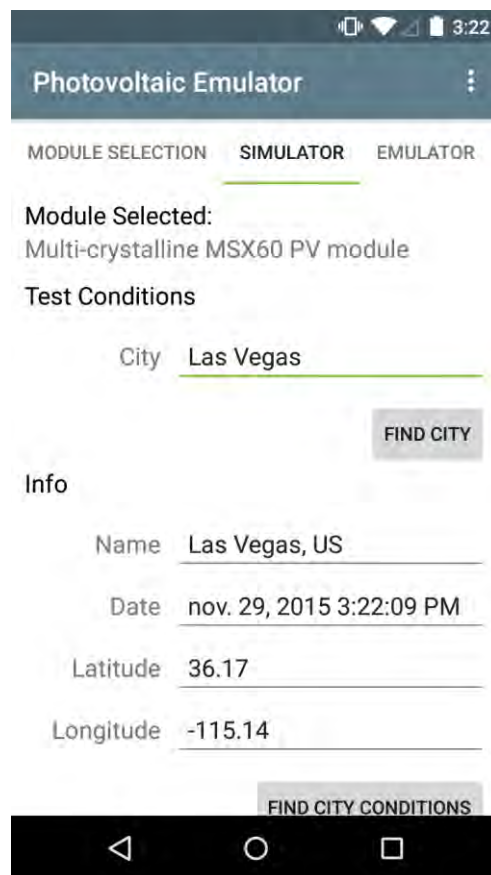 3:22
Photovoltaic Emulator
MODULE SELECTION SIMULATOR EMULATOR
Module Selected:
Multi-crystalline MSX60 PV module
Test Conditions
City Las Vegas
FIND CITY
Info
Name Las Vegas, US
Date nov. 29, 2015 3:22:09 PM
Latitude 36.17
Longitude -115.14
FIND CITY CONDITIONS